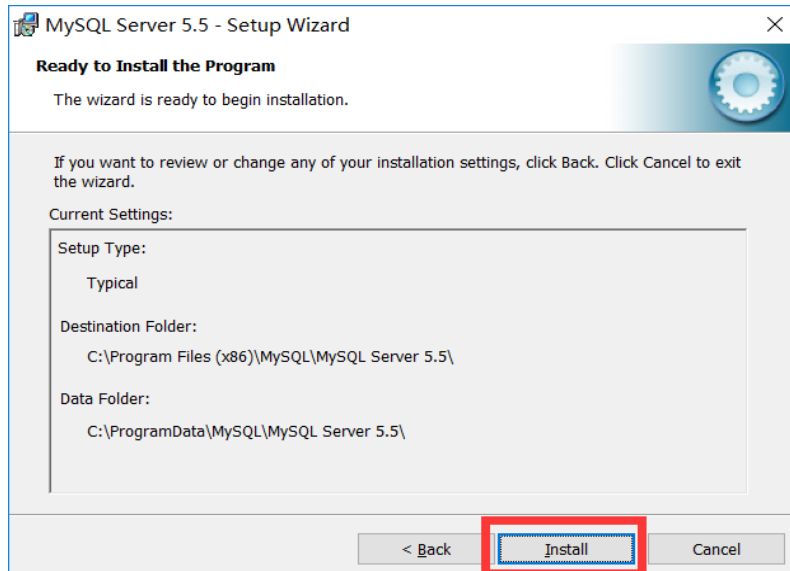 MySQL Server 5.5 - Setup Wizard
Ready to Install the Program
The wizard is ready to begin installation.
If you want to review or change any of your installation settings, click Back. Click Cancel to exit
the wizard.
Current Settings:
Setup Type:
Typical
Destination Folder:
C:\Program Files (x86)\MySQL\MySQL Server 5.5\
Data Folder:
C:\ProgramData\MySQL\MySQL Server 5.5\
< Back
Install
Cancel